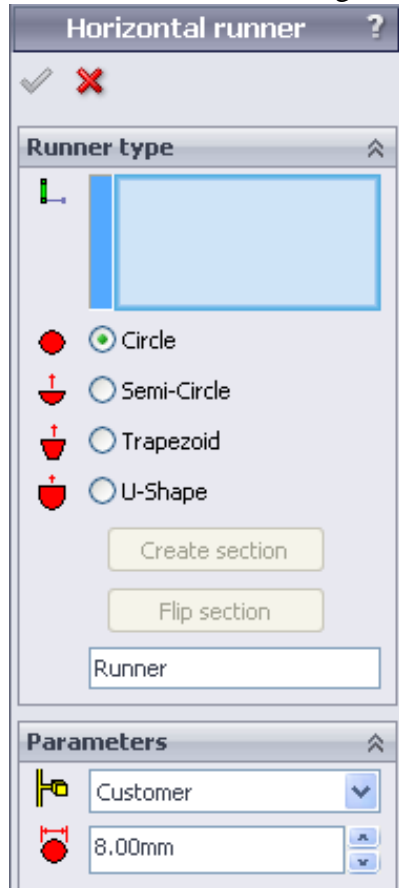 Horizontal runner ?
Runner type
Circle
Semi-Circle
Trapezoid
U-Shape
Create section
Flip section
Runner
Parameters
Customer
8.00mm